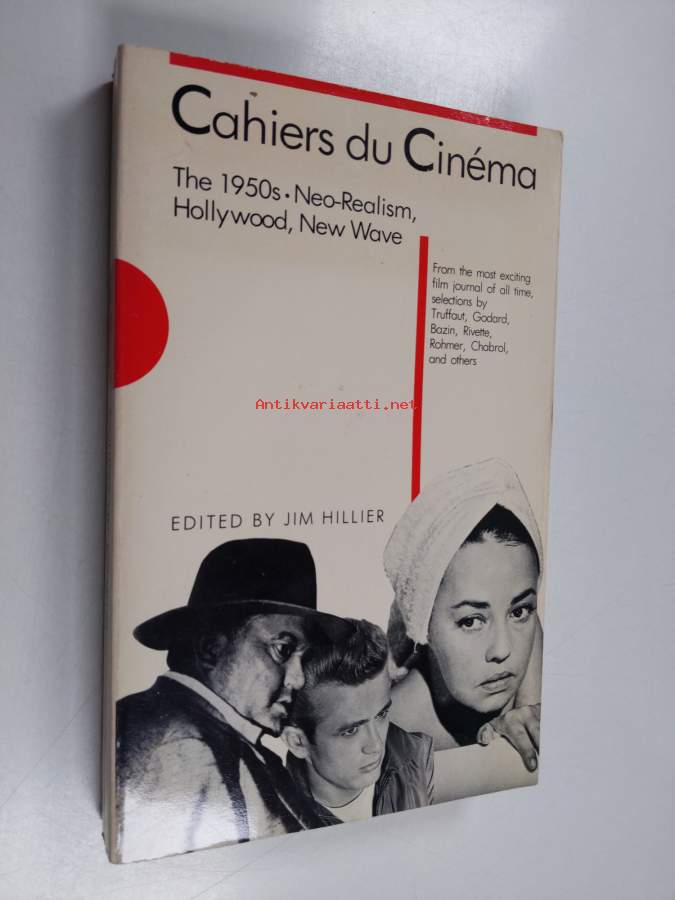 Cahiers du Cinéma
The 1950s • Neo-Realism,
Hollywood, New Wave
From the most exciting
film journal of all time,
selections by
Truffaut, Godard,
Bazin, Rivette,
Rohmer, Chabrol,
and others
Antikvariaatti.net
EDITED BY JIM HILLIER